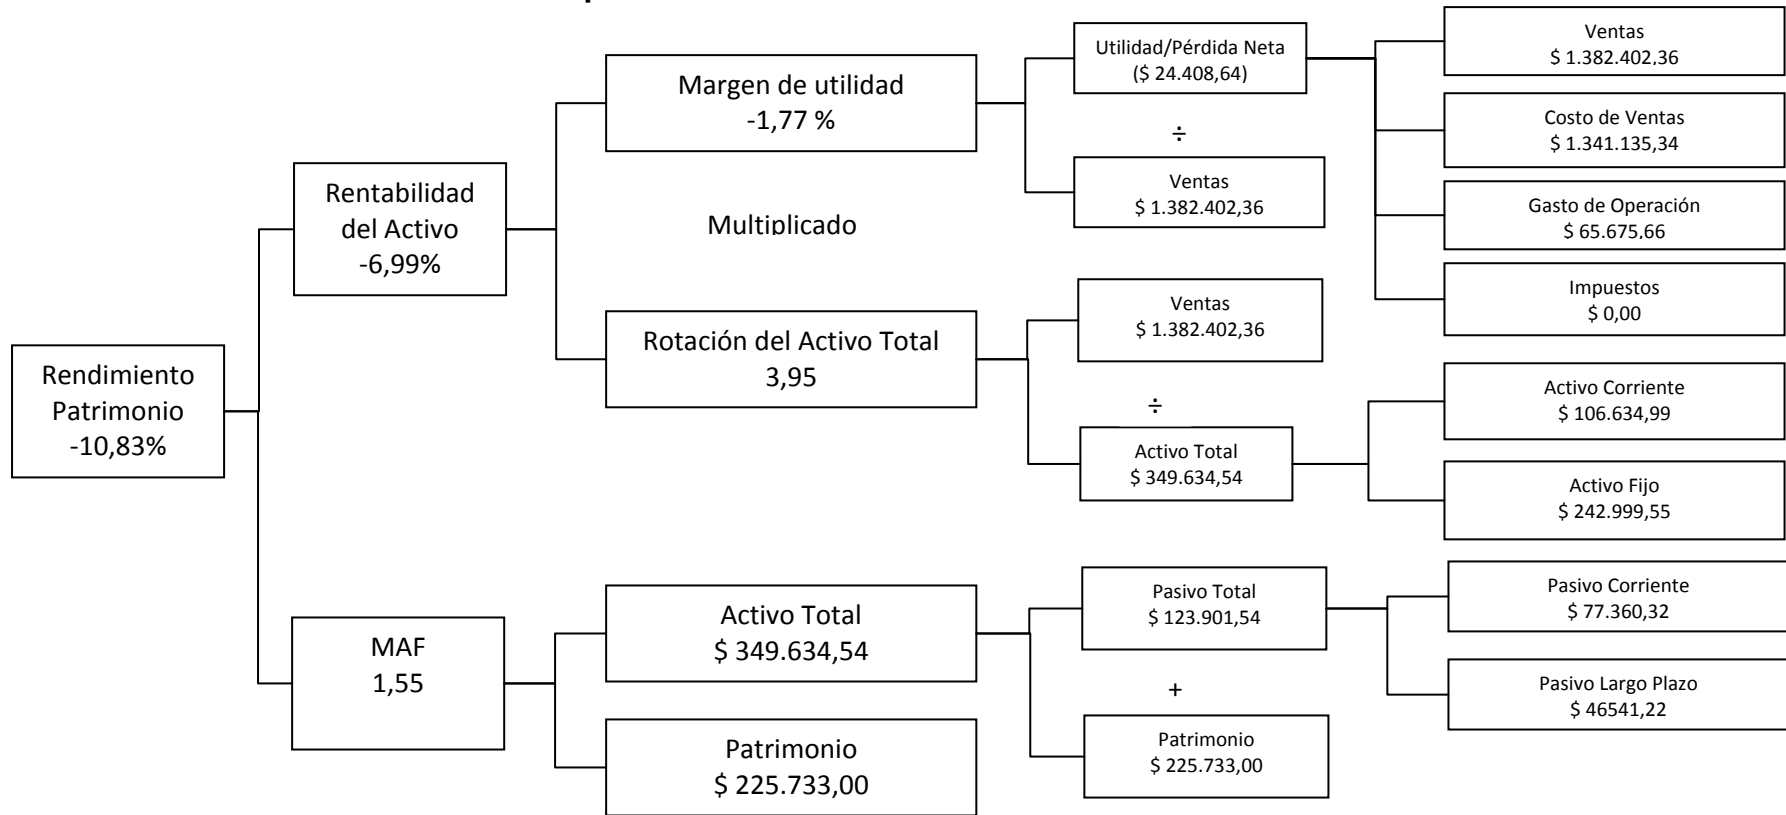 Rendimiento
Patrimonio
-10,83%
Rentabilidad
del Activo
-6,99%
MAF
1,55
Margen de utilidad
-1,77 %
Multiplicado
Rotación del Activo Total
3,95
Activo Total
$ 349.634,54
Patrimonio
$ 225.733,00
Utilidad/Pérdida Neta
($ 24.408,64)
÷
Ventas
$ 1.382.402,36
Ventas
$ 1.382.402,36
÷
Activo Total
$ 349.634,54
Pasivo Total
$ 123.901,54
+
Patrimonio
$ 225.733,00
Ventas
$ 1.382.402,36
Costo de Ventas
$ 1.341.135,34
Gasto de Operación
$ 65.675,66
Impuestos
$ 0,00
Activo Corriente
$ 106.634,99
Activo Fijo
$ 242.999,55
Pasivo Corriente
$ 77.360,32
Pasivo Largo Plazo
$ 46541,22